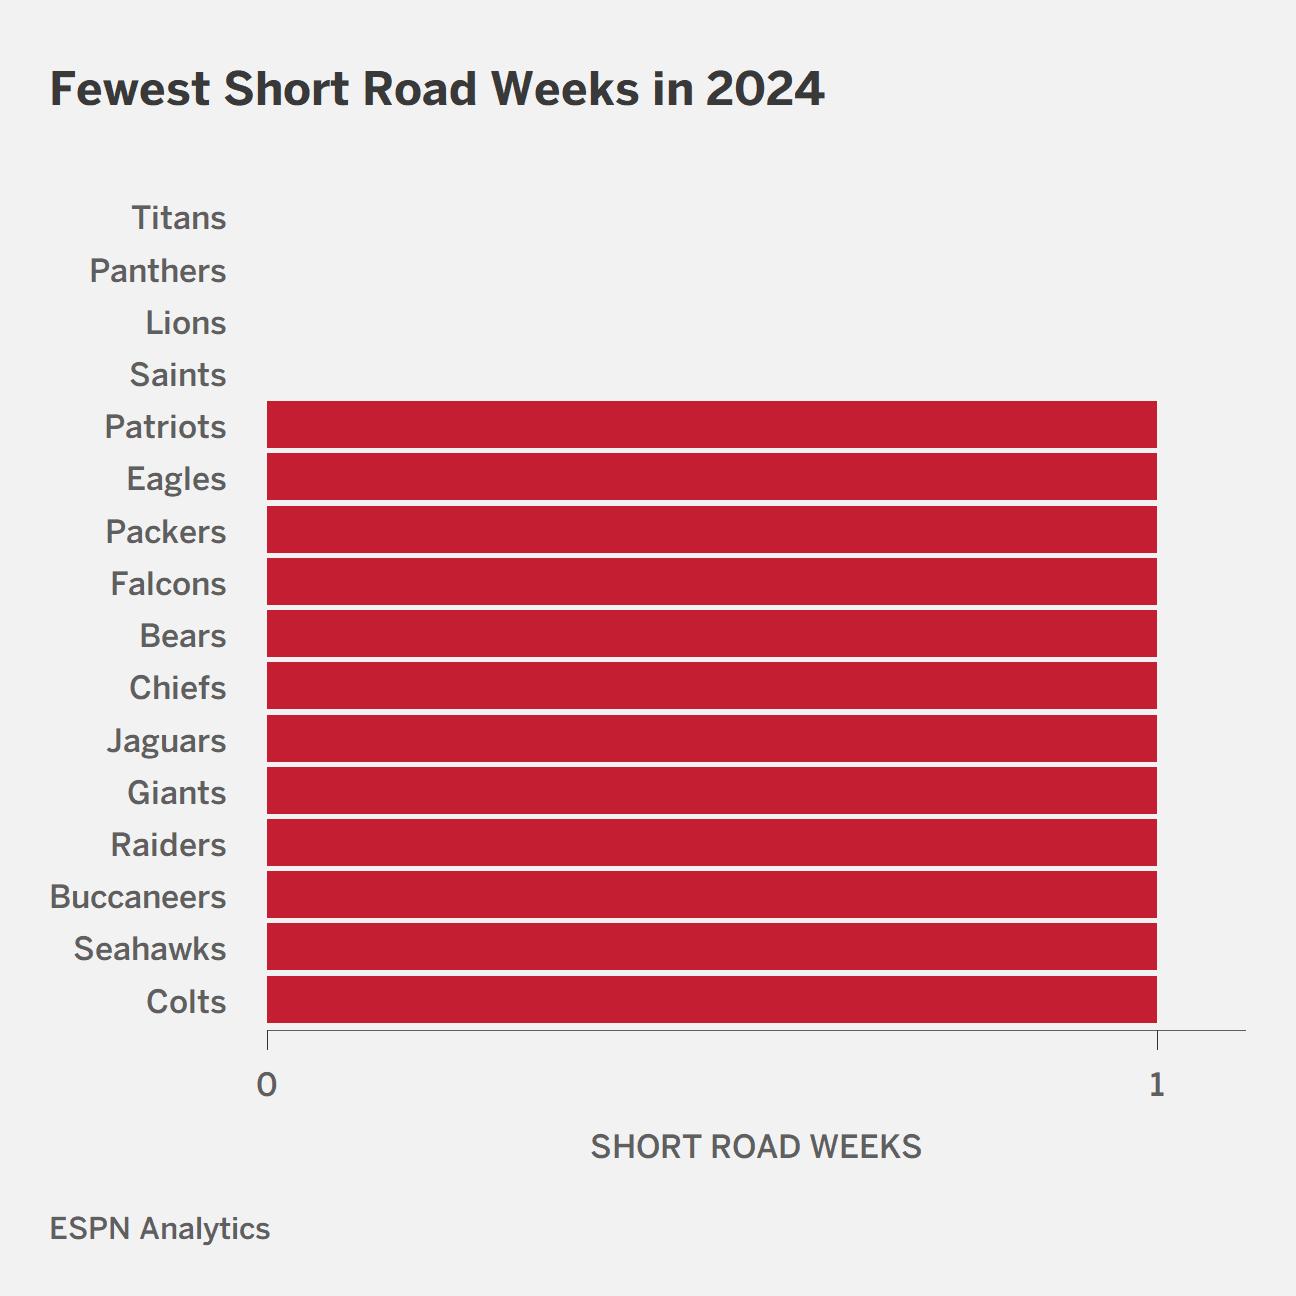 Fewest Short Road Weeks in 2024
Titans
Panthers
Lions
Saints
Patriots
Eagles
Packers
Falcons
Bears
Chiefs
Jaguars
Giants
Raiders
Buccaneers
Seahawks
Colts
0 1
SHORT ROAD WEEKS
ESPN Analytics